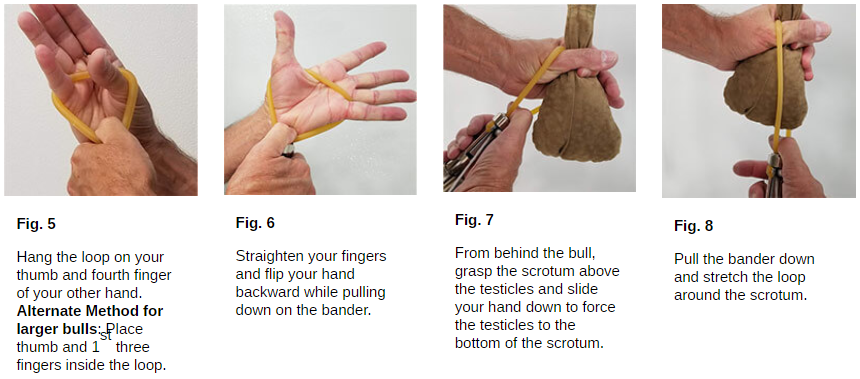 Fig. 5
Hang the loop on your
thumb and fourth finger
of your other hand.
Alternate Method for
larger bulls: Place
thumb and 1st three
fingers inside the loop.
Fig. 6
Straighten your fingers
and flip your hand
backward while pulling
down on the bander.
Fig. 7
From behind the bull,
grasp the scrotum above
the testicles and slide
your hand down to force
the testicles to the
bottom of the scrotum.
Fig. 8
Pull the bander down
and stretch the loop
around the scrotum.